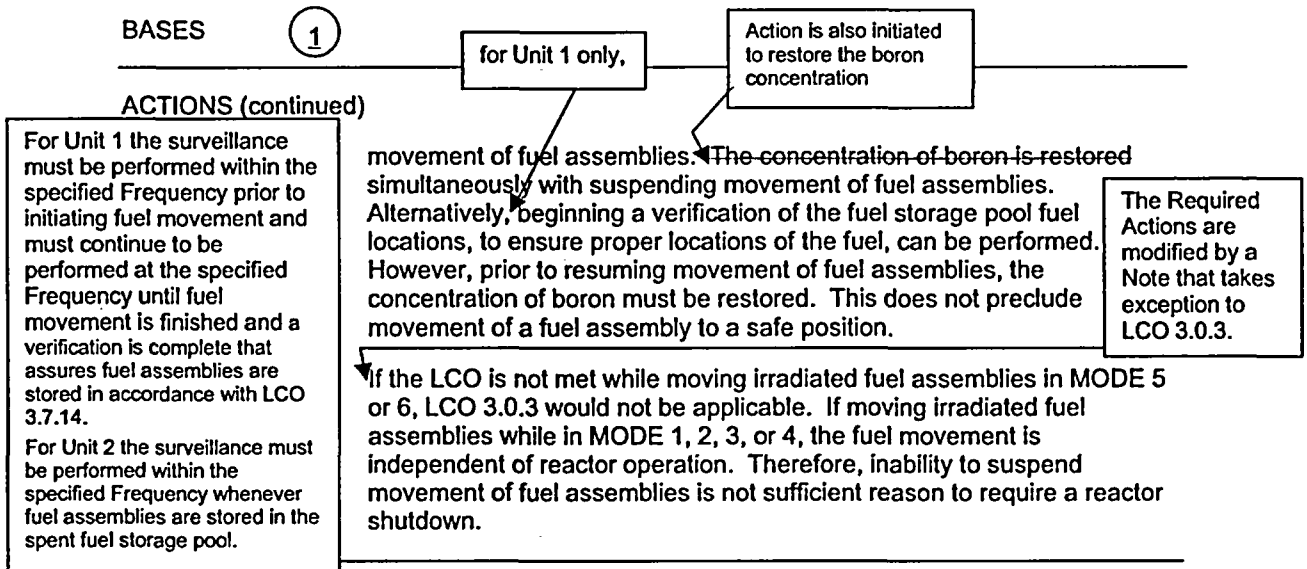 BASES
1
for Unit 1 only,
Action is also initiated
to restore the boron
concentration
ACTIONS (continued)
For Unit 1 the surveillance
must be performed within the
specified Frequency prior to
initiating fuel movement and
must continue to be
performed at the specified
Frequency until fuel
movement is finished and a
verification is complete that
assures fuel assemblies are
stored in accordance with LCO
3.7.14.
For Unit 2 the surveillance must
be performed within the
specified Frequency whenever
fuel assemblies are stored in the
spent fuel storage pool.
movement of fuel assemblies. The concentration of boron is restored
simultaneously with suspending movement of fuel assemblies.
Alternatively, beginning a verification of the fuel storage pool fuel
locations, to ensure proper locations of the fuel, can be performed.
However, prior to resuming movement of fuel assemblies, the
concentration of boron must be restored. This does not preclude
movement of a fuel assembly to a safe position.
The Required
Actions are
modified by a
Note that takes
exception to
LCO 3.0.3.
If the LCO is not met while moving irradiated fuel assemblies in MODE 5
or 6, LCO 3.0.3 would not be applicable. If moving irradiated fuel
assemblies while in MODE 1, 2, 3, or 4, the fuel movement is
independent of reactor operation. Therefore, inability to suspend
movement of fuel assemblies is not sufficient reason to require a reactor
shutdown.